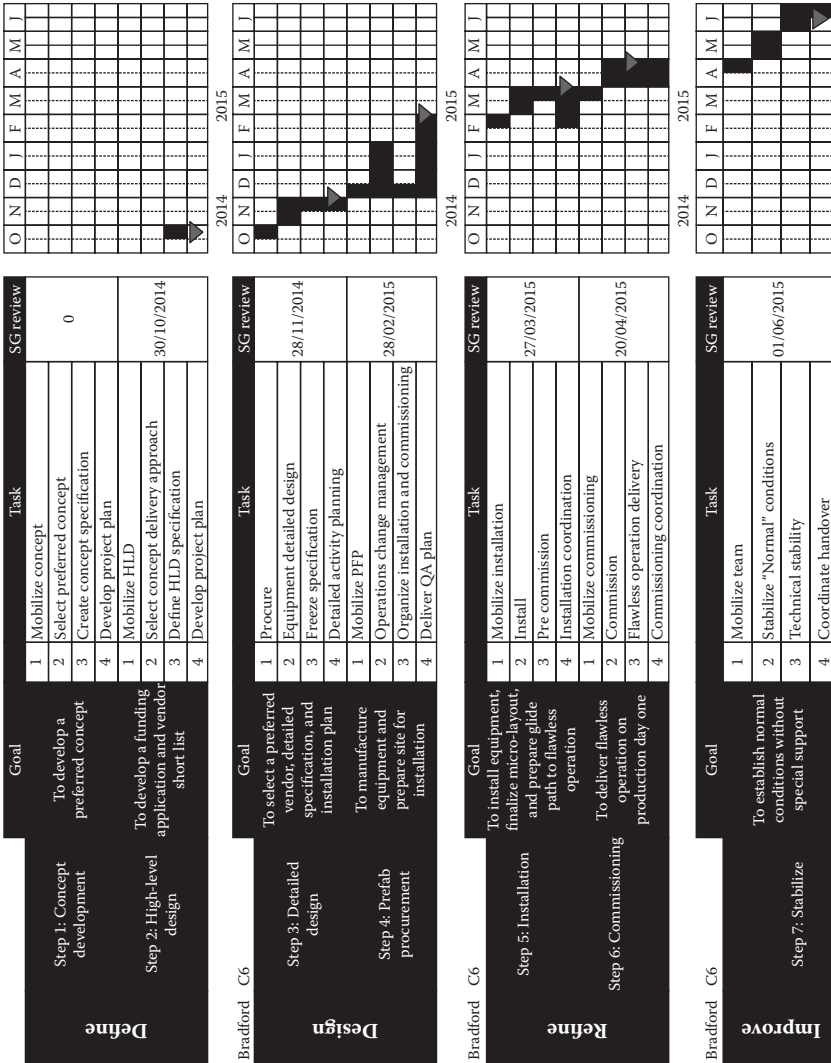 Goal
Task
SG review
O N D J F M A M J
Define
Step 1: Concept
development
To develop a
preferred concept
1 Mobilize concept
2 Select preferred concept
3 Create concept specification
4 Develop project plan
0
Step 2: High-level
design
To develop a funding
application and vendor
short list
1 Mobilize HLD
2 Select concept delivery approach
3 Define HLD specification
4 Develop project plan
30/10/2014
2014
2015
Bradford C6
Goal
Task
SG review
O N D J F M A M J
Design
Step 3: Detailed
design
To select a preferred
vendor, detailed
specification, and
installation plan
1 Procure
2 Equipment detailed design
3 Freeze specification
4 Detailed activity planning
28/11/2014
Step 4: Prefab
procurement
To manufacture
equipment and
prepare site for
installation
1 Mobilize PFP
2 Operations change management
3 Organize installation and commissioning
4 Deliver QA plan
28/02/2015
2014
2015
Bradford C6
Goal
Task
SG review
O N D J F M A M J
Refine
Step 5: Installation
To install equipment,
finalize micro-layout,
and prepare glide
path to flawless
operation
1 Mobilize installation
2 Install
3 Pre commission
4 Installation coordination
27/03/2015
Step 6: Commissioning
To deliver flawless
operation on
production day one
1 Mobilize commissioning
2 Commission
3 Flawless operation delivery
4 Commissioning coordination
20/04/2015
2014
2015
Bradford C6
Goal
Task
SG review
O N D J F M A M J
Improve
Step 7: Stabilize
To establish normal
conditions without
special support
1 Mobilize team
2 Stabilize “Normal” conditions
3 Technical stability
4 Coordinate handover
01/06/2015